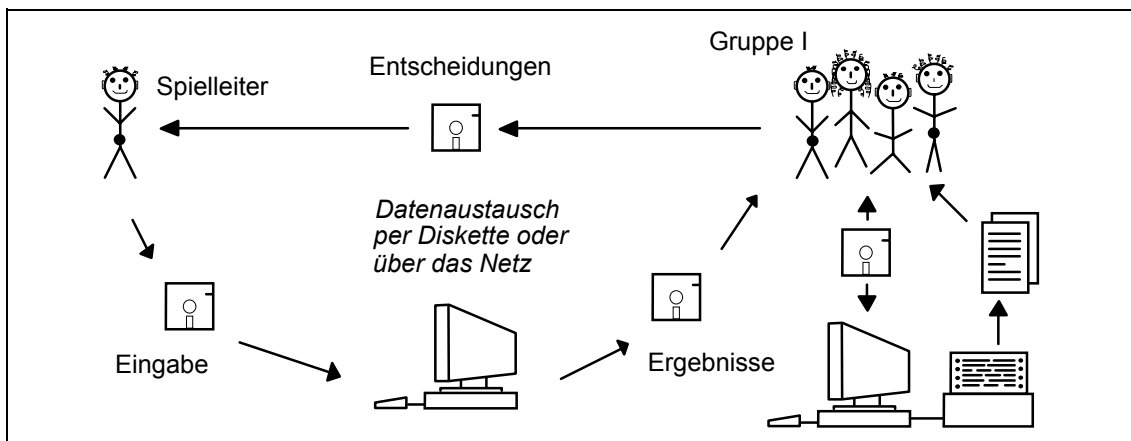 Gruppe I
Entscheidungen
Spielleiter
Datenaustausch
per Diskette oder
über das Netz
Eingabe
Ergebnisse